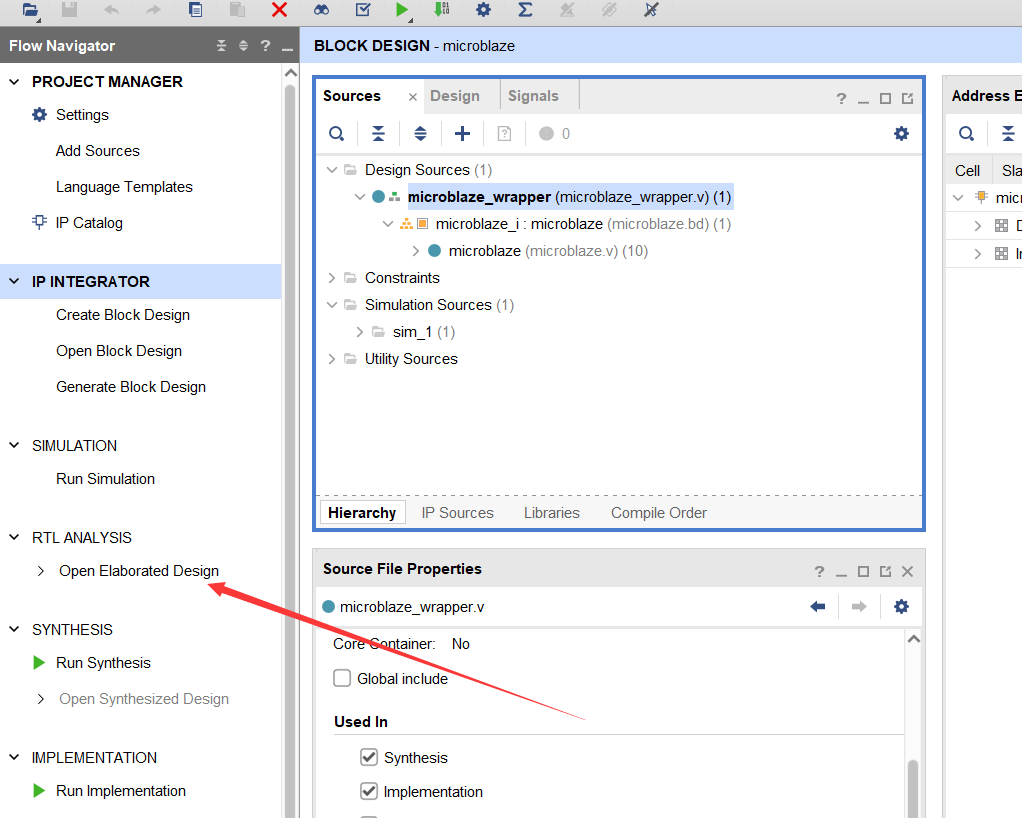 Flow Navigator
?
PROJECT MANAGER
Settings
Add Sources
Language Templates
IP Catalog
IP INTEGRATOR
Create Block Design
Open Block Design
Generate Block Design
SIMULATION
Run Simulation
RTL ANALYSIS
Open Elaborated Design
SYNTHESIS
Run Synthesis
Open Synthesized Design
IMPLEMENTATION
Run Implementation
BLOCK DESIGN - microblaze
Sources
Design
Signals
?
0
Design Sources (1)
microblaze_wrapper (microblaze_wrapper.v) (1)
microblaze_i : microblaze (microblaze.bd) (1)
microblaze (microblaze.v) (10)
Constraints
Simulation Sources (1)
sim_1 (1)
Utility Sources
Hierarchy
IP Sources
Libraries
Compile Order
Source File Properties
?
microblaze_wrapper.v
Core Container: No
Global include
Used In
Synthesis
Implementation
Address E
Cell
Sla
micr